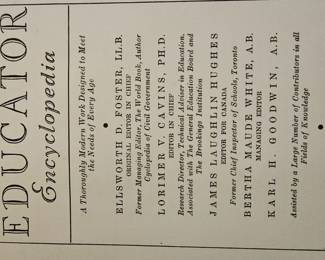 EDUCATOR
Encyclopedia
A Thoroughly Modern Work Designed to Meet
the Needs of Every Age
ELLSWORTH D. FOSTER, LL.B.
ORIGINAL EDITOR IN CHIEF
Former Managing Editor, The World Book, Author
Cyclopedia of Civil Government
LORIMER V. CAVINS, PH.D.
EDITOR IN CHIEF
Research Director, Technical Adviser in Education,
Associated with The General Education Board and
The Brookings Institution
JAMES LAUGHLIN HUGHES
EDITOR FOR CANADA
Former Chief Inspector of Schools, Toronto
BERTHA MAUDE WHITE, A.B.
MANAGING EDITOR
KARL H. GOODWIN, A.B.
Assisted by a Large Number of Contributors in all
Fields of Knowledge